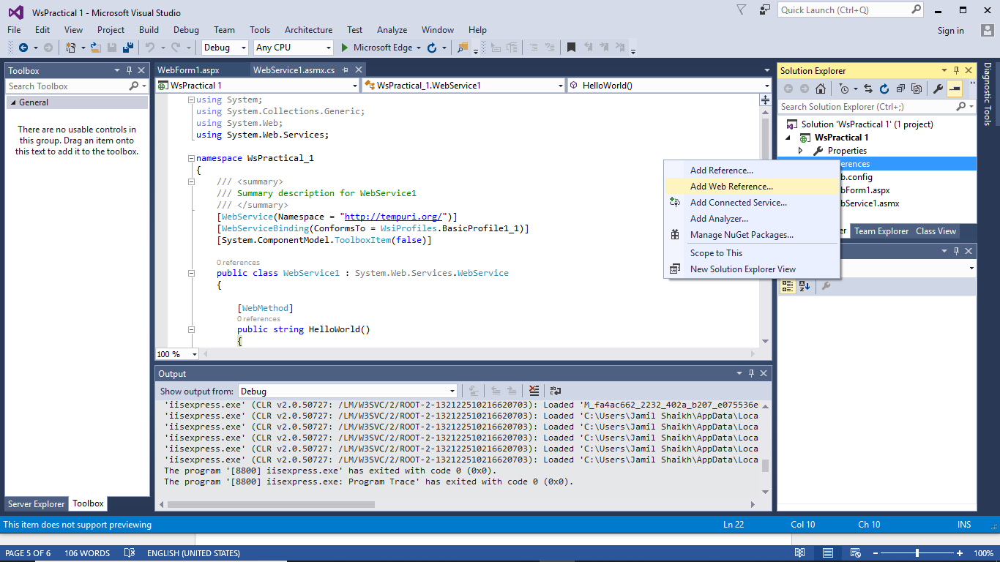 WsPractical 1 - Microsoft Visual Studio
Quick Launch (Ctrl+Q)
File Edit View Project Build Debug Team Tools Architecture Test Analyze Window Help
Sign in
Debug Any CPU Microsoft Edge
Toolbox
Search Toolbox
General
There are no usable controls in
this group. Drag an item onto
this text to add it to the toolbox.
Server Explorer Toolbox
WebForm1.aspx WebService1.asmx.cs
WsPractical 1 WsPractical_1.WebService1 HelloWorld()
using System;
using System.Collections.Generic;
using System.Web;
using System.Web.Services;
namespace WsPractical_1
{
/// <summary>
/// Summary description for WebService1
/// </summary>
[WebService(Namespace = "http://tempuri.org/")]
[WebServiceBinding(ConformsTo = WsiProfiles.BasicProfile1_1)]
[System.ComponentModel.ToolboxItem(false)]
0 references
public class WebService1 : System.Web.Services.WebService
{
[WebMethod]
0 references
public string HelloWorld()
{
100 %
Output
Show output from: Debug
'iisexpress.exe' (CLR v2.0.50727: /LM/W3SVC/2/ROOT-2-132122510216620703): Loaded 'M_fa4ac662_2232_402a_b207_e075536e
'iisexpress.exe' (CLR v2.0.50727: /LM/W3SVC/2/ROOT-2-132122510216620703): Loaded 'C:\Users\Jamil Shaikh\AppData\Loca
'iisexpress.exe' (CLR v2.0.50727: /LM/W3SVC/2/ROOT-2-132122510216620703): Loaded 'C:\Users\Jamil Shaikh\AppData\Loca
'iisexpress.exe' (CLR v2.0.50727: /LM/W3SVC/2/ROOT-2-132122510216620703): Loaded 'C:\Users\Jamil Shaikh\AppData\Loca
'iisexpress.exe' (CLR v2.0.50727: /LM/W3SVC/2/ROOT-2-132122510216620703): Loaded 'C:\Users\Jamil Shaikh\AppData\Loca
'iisexpress.exe' (CLR v2.0.50727: /LM/W3SVC/2/ROOT-2-132122510216620703): Loaded 'C:\Users\Jamil Shaikh\AppData\Loca
The program '[8800] iisexpress.exe' has exited with code 0 (0x0).
The program '[8800] iisexpress.exe: Program Trace' has exited with code 0 (0x0).
Solution Explorer
Search Solution Explorer (Ctrl+;)
Solution 'WsPractical 1' (1 project)
WsPractical 1
Properties
erences
b.config
bForm1.aspx
bService1.asmx
er Team Explorer Class View
Add Reference...
Add Web Reference...
Add Connected Service...
Add Analyzer...
Manage NuGet Packages...
Scope to This
New Solution Explorer View
Diagnostic Tools
This item does not support previewing Ln 22 Col 10 Ch 10 INS
PAGE 5 OF 6 106 WORDS ENGLISH (UNITED STATES) 100%